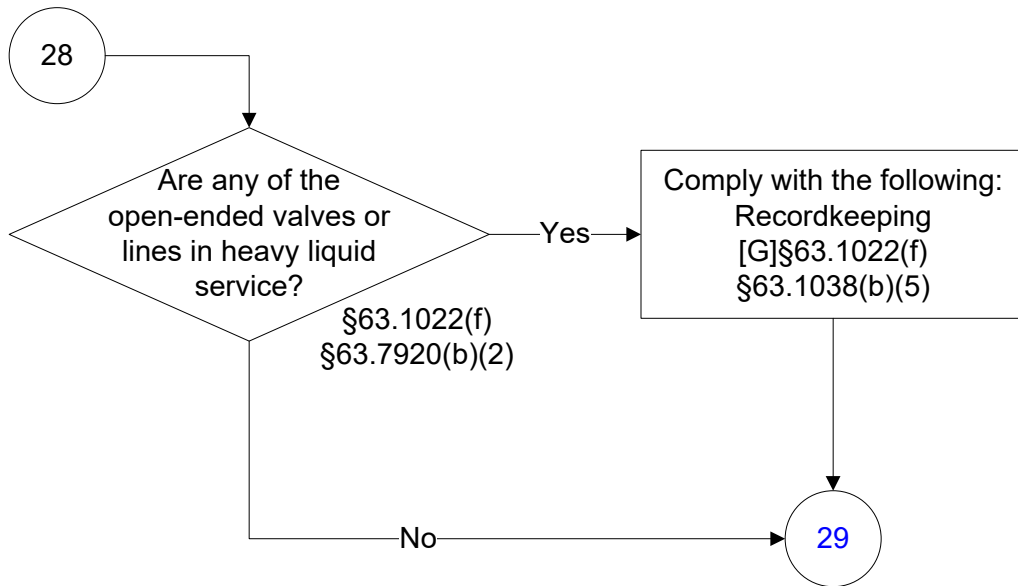 28
Are any of the
open-ended valves or
lines in heavy liquid
service?
§63.1022(f)
§63.7920(b)(2)
Yes
Comply with the following:
Recordkeeping
[G]§63.1022(f)
§63.1038(b)(5)
No
29